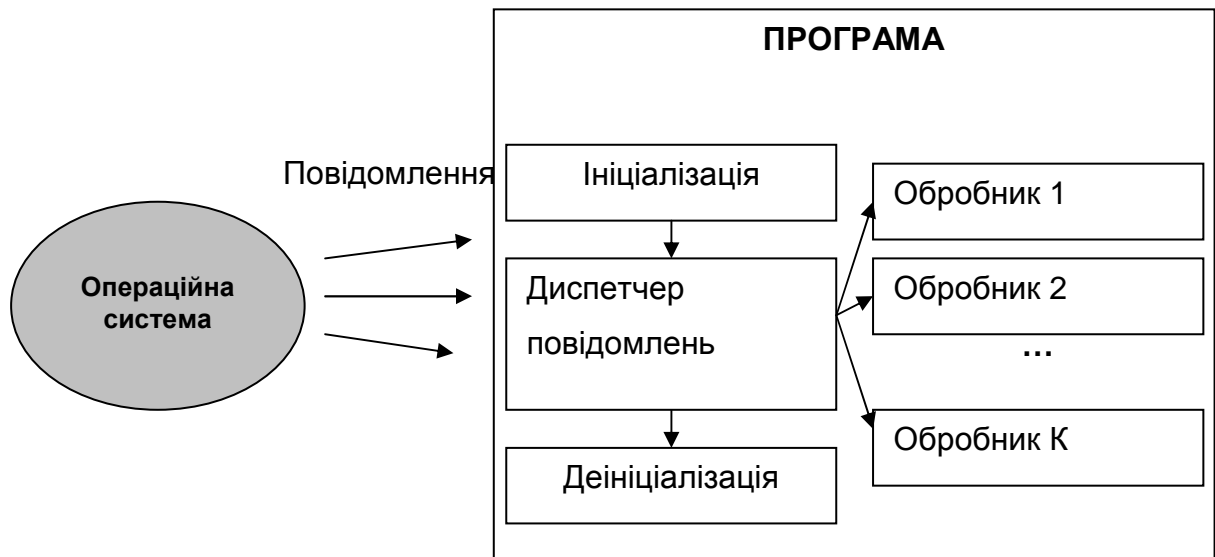 ПРОГРАМА
Повідомлення
Ініціалізація
Обробник 1
Операційна
система
Диспетчер
повідомлень
Обробник 2
...
Обробник К
Деініціалізація